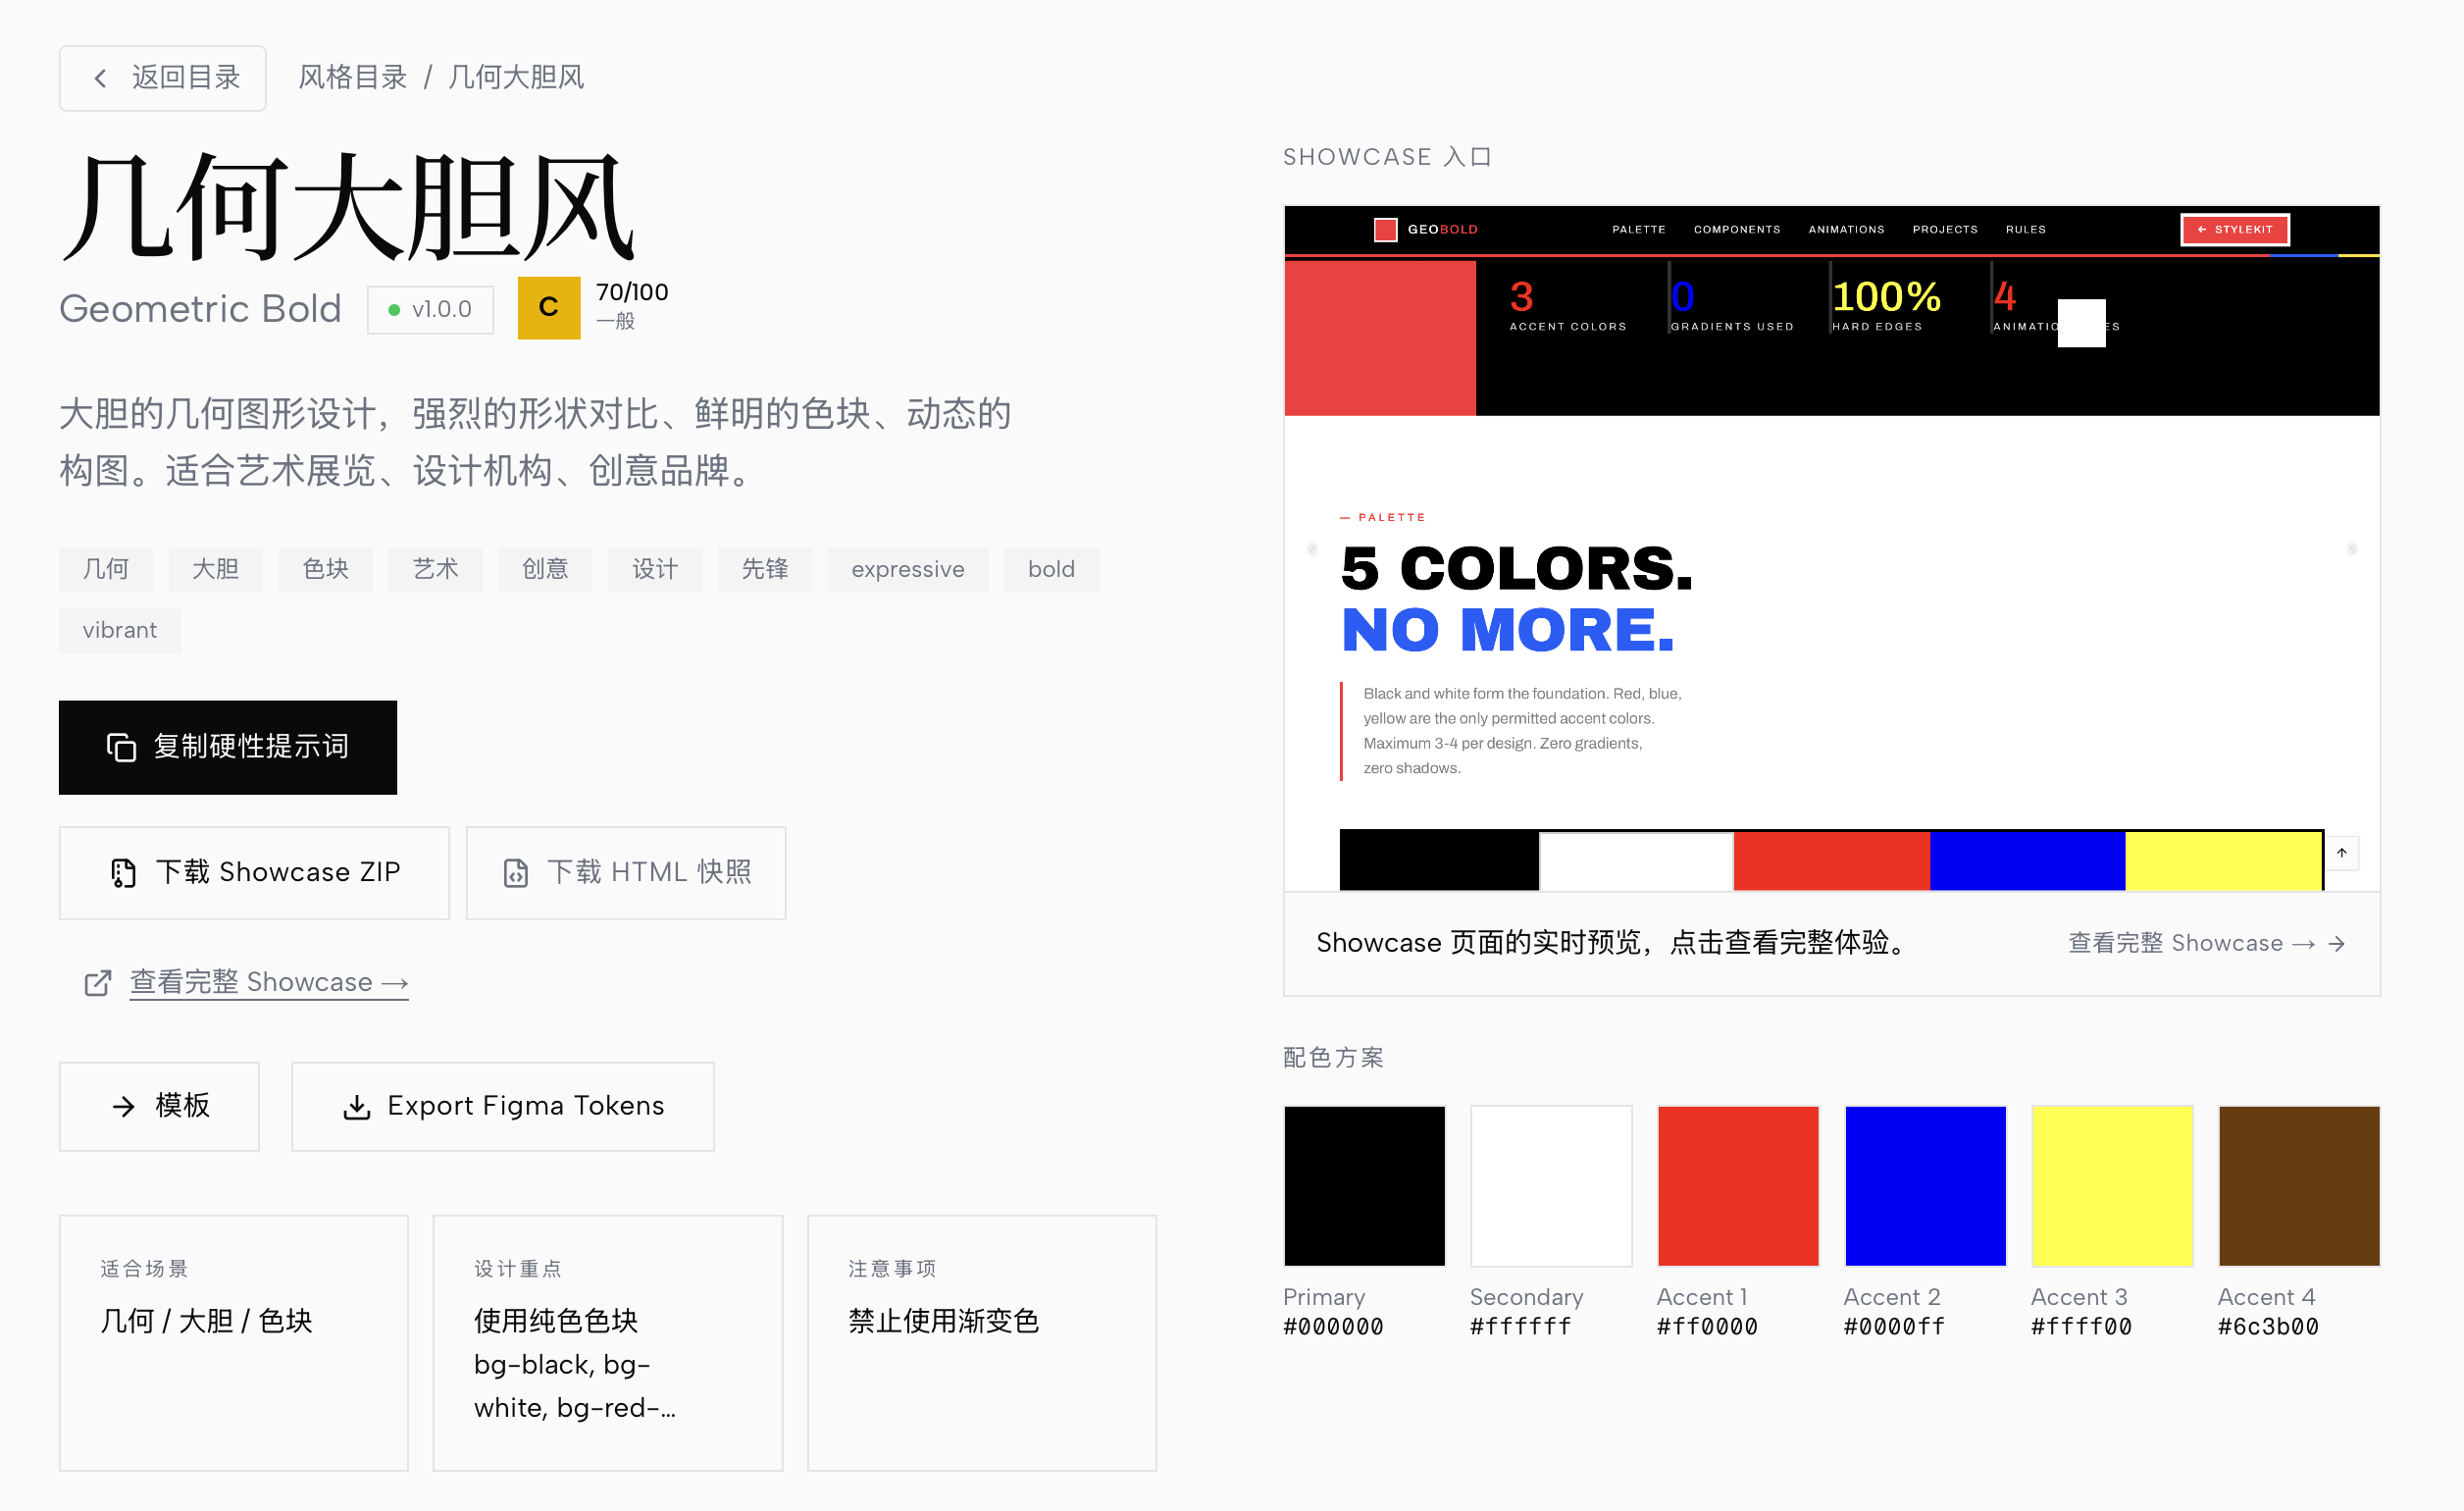 返回目录
风格目录 / 几何大胆风
几何大胆风
Geometric Bold
v1.0.0
C
70/100
一般
大胆的几何图形设计，强烈的形状对比、鲜明的色块、动态的
构图。适合艺术展览、设计机构、创意品牌。
几何 大胆 色块 艺术 创意 设计 先锋 expressive bold
vibrant
复制硬性提示词
下载 Showcase ZIP
下载 HTML 快照
查看完整 Showcase →
模板
Export Figma Tokens
适合场景
几何 / 大胆 / 色块
设计重点
使用纯色色块
bg-black, bg-
white, bg-red-...
注意事项
禁止使用渐变色
SHOWCASE 入口
GEOBOLD
PALETTE COMPONENTS ANIMATIONS PROJECTS RULES
← STYLEKIT
3
ACCENT COLORS
0
GRADIENTS USED
100%
HARD EDGES
4
— PALETTE
5 COLORS.
NO MORE.
Black and white form the foundation. Red, blue,
yellow are the only permitted accent colors.
Maximum 3-4 per design. Zero gradients,
zero shadows.
Showcase 页面的实时预览，点击查看完整体验。
查看完整 Showcase → →
配色方案
Primary
#000000
Secondary
#ffffff
Accent 1
#ff0000
Accent 2
#0000ff
Accent 3
#ffff00
Accent 4
#6c3b00